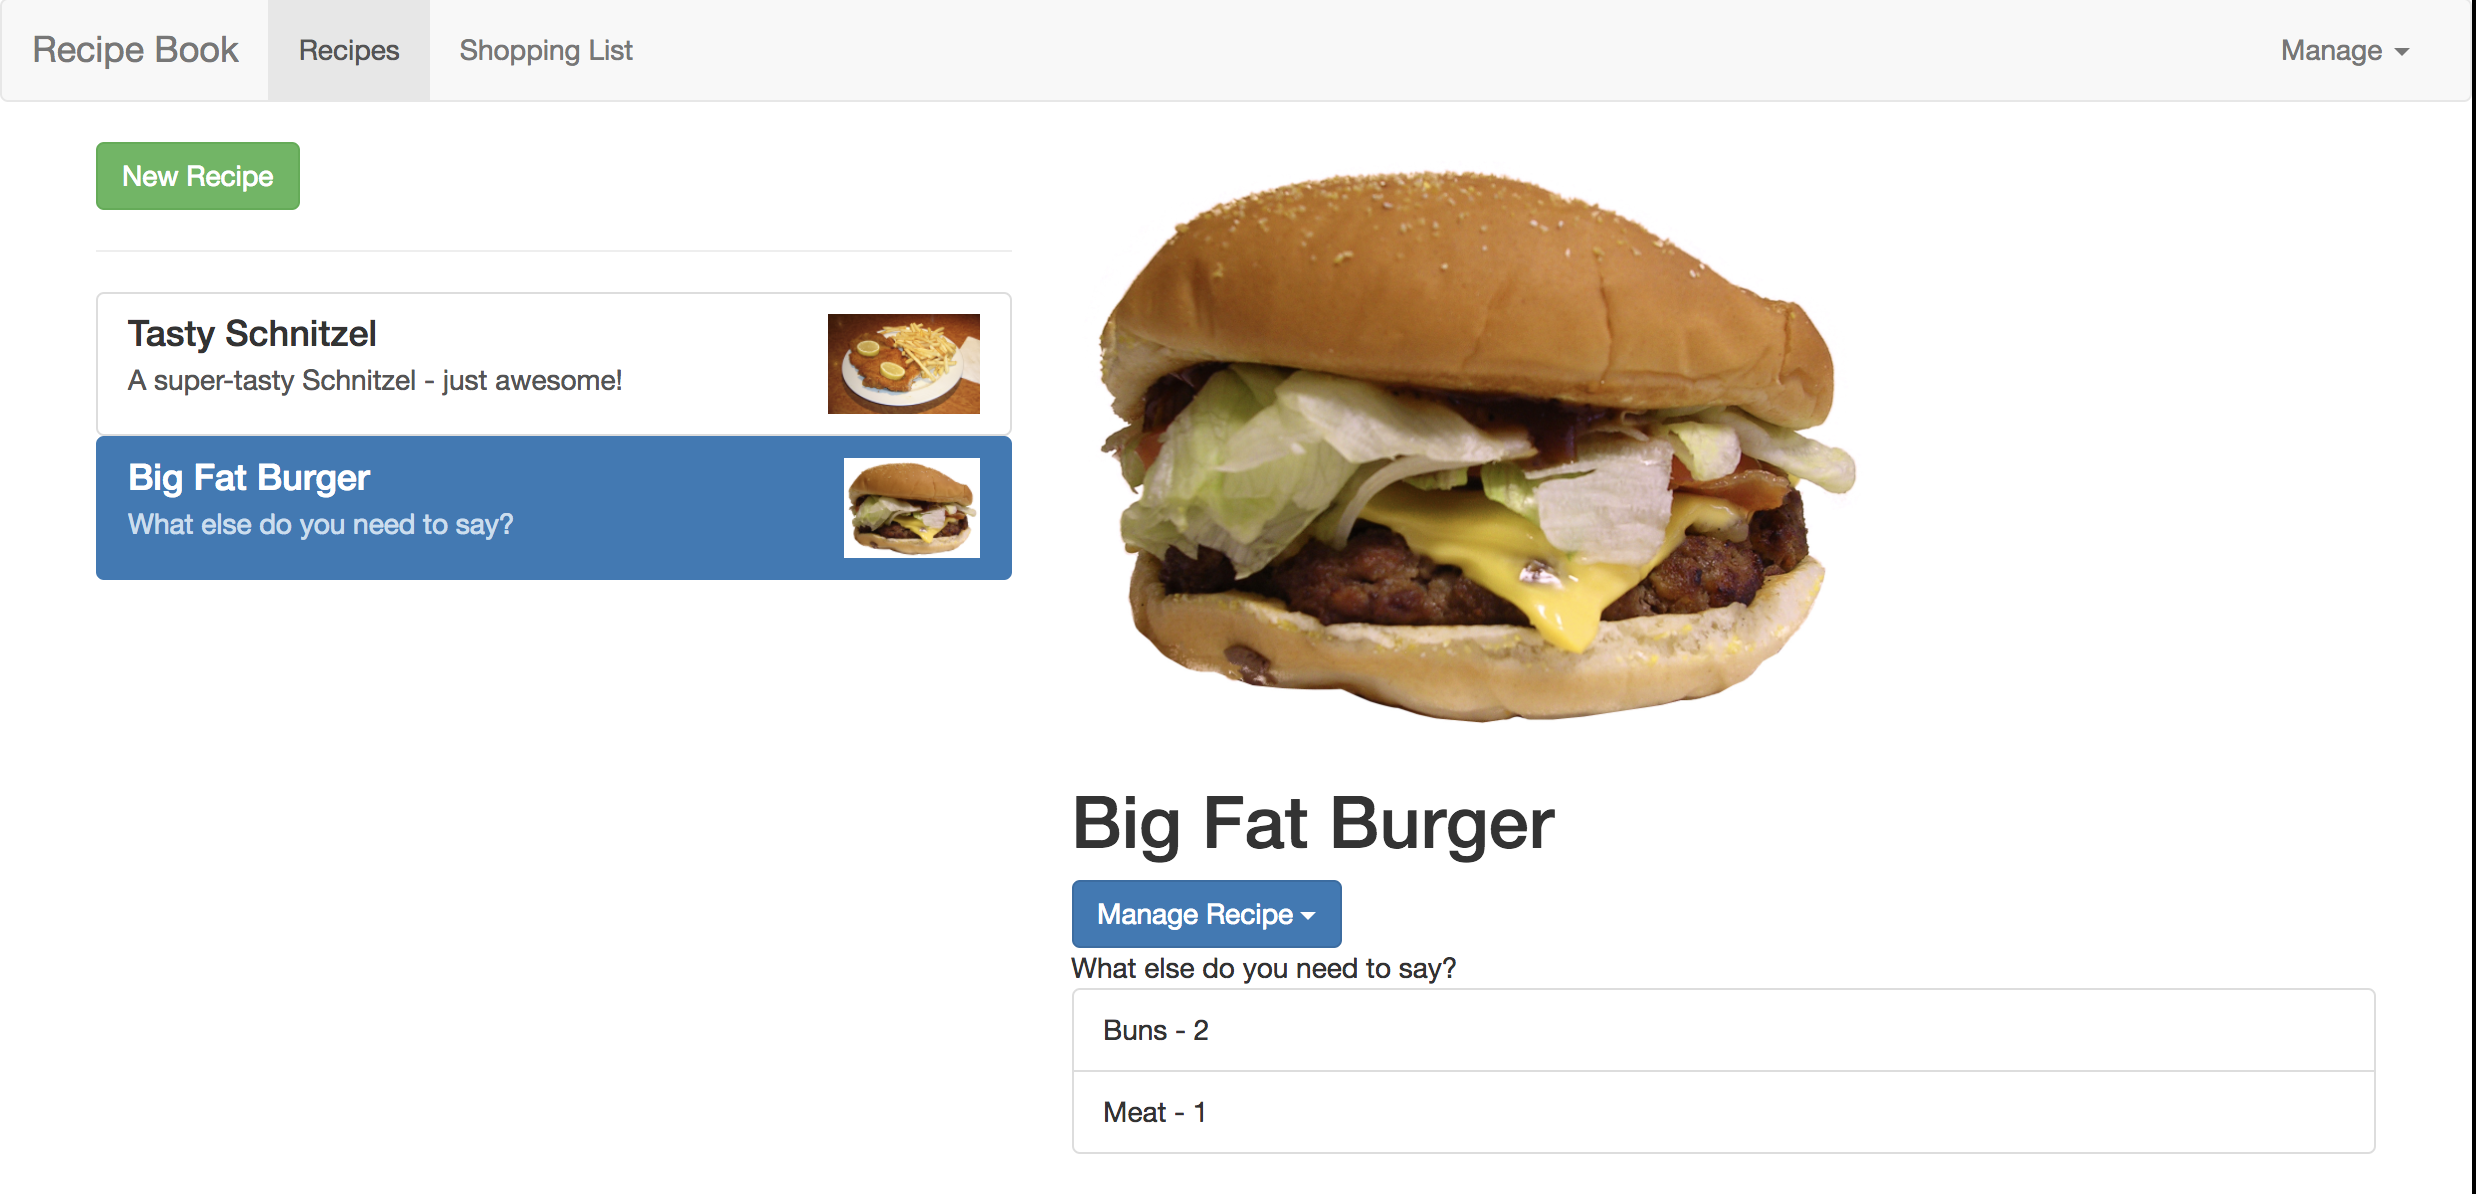 Recipe Book
Recipes
Shopping List
Manage
New Recipe
Tasty Schnitzel
A super-tasty Schnitzel - just awesome!
Big Fat Burger
What else do you need to say?
Big Fat Burger
Manage Recipe
What else do you need to say?
Buns - 2
Meat - 1